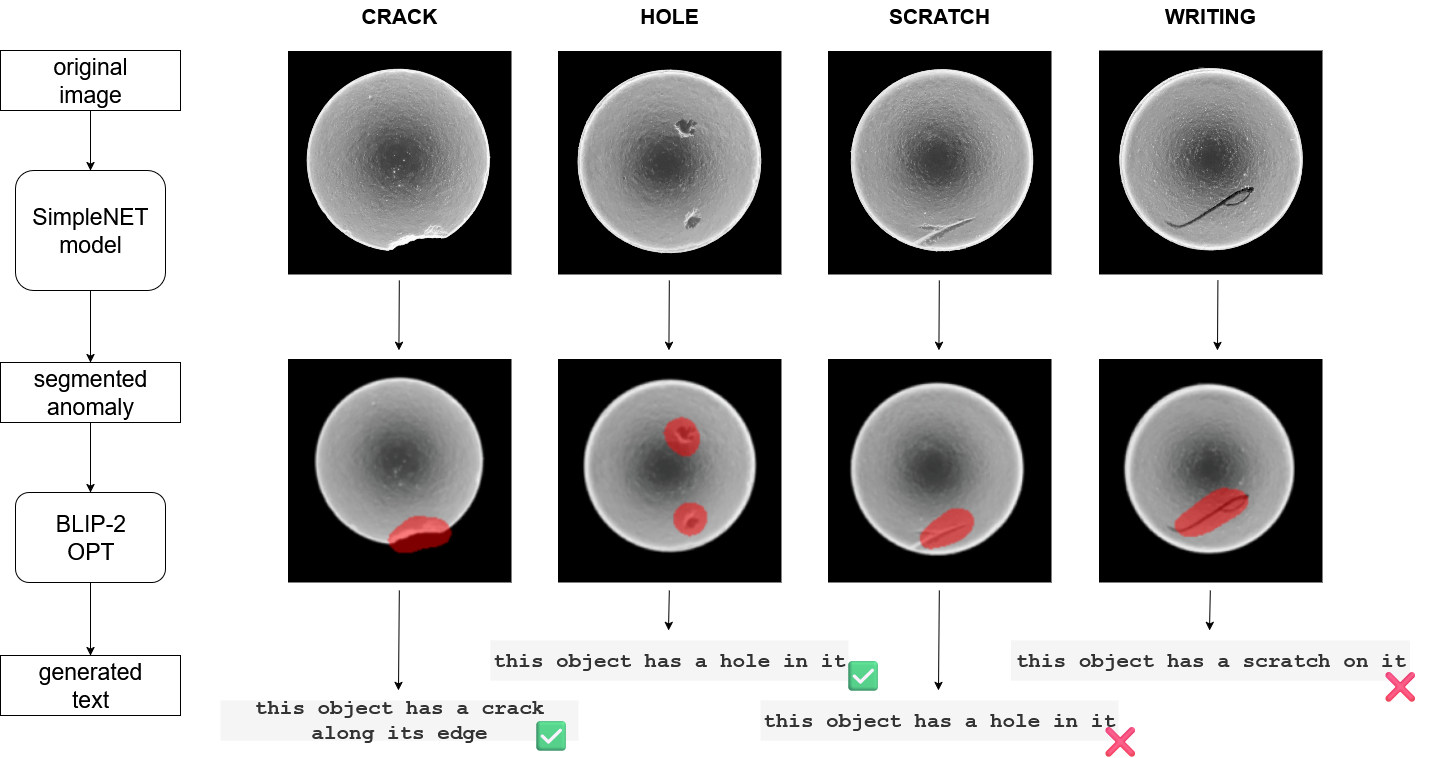 CRACK
HOLE
SCRATCH
WRITING
original
image
SimpleNET
model
segmented
anomaly
BLIP-2
OPT
generated
text
this object has a crack
along its edge
this object has a hole in it
this object has a hole in it
this object has a scratch on it